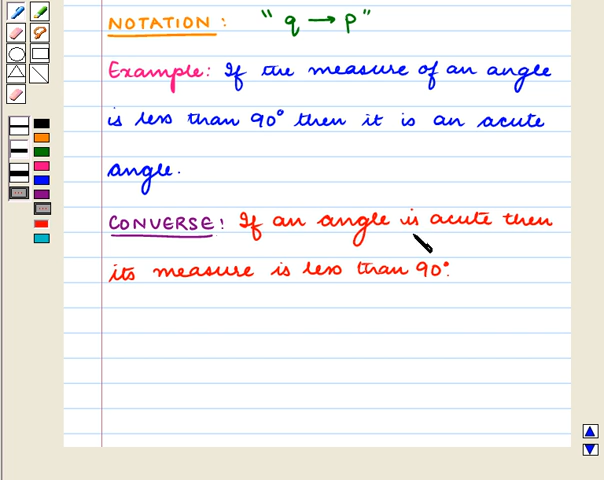 NOTATION: "q → p"
Example: If the measure of an angle
is less than 90° then it is an acute
angle.
CONVERSE: If an angle is acute then
its measure is less than 90°.